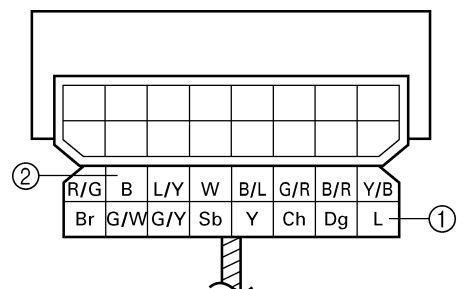 ② R/G B L/Y W B/L G/R B/R Y/B
Br G/W G/Y Sb Y Ch Dg L ①